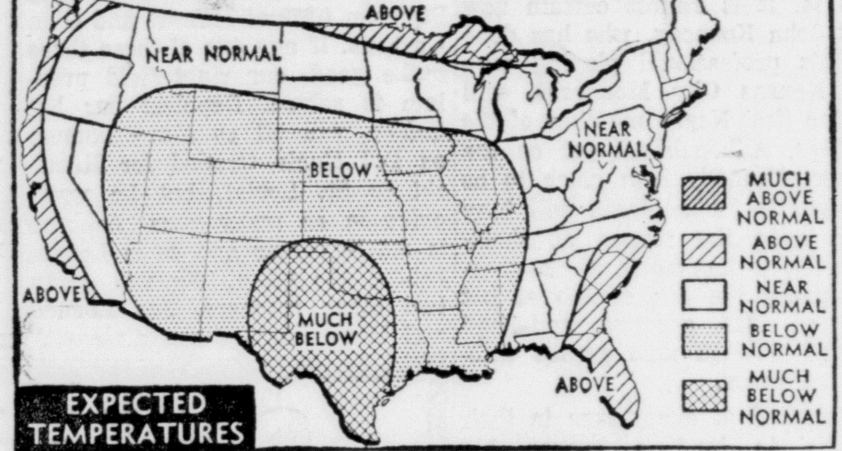 ABOVE
NEAR NORMAL
BELOW
NEAR
NORMAL
ABOVE
MUCH
BELOW
ABOVE
MUCH
ABOVE
NORMAL
ABOVE
NORMAL
NEAR
NORMAL
BELOW
NORMAL
MUCH
BELOW
NORMAL
EXPECTED
TEMPERATURES